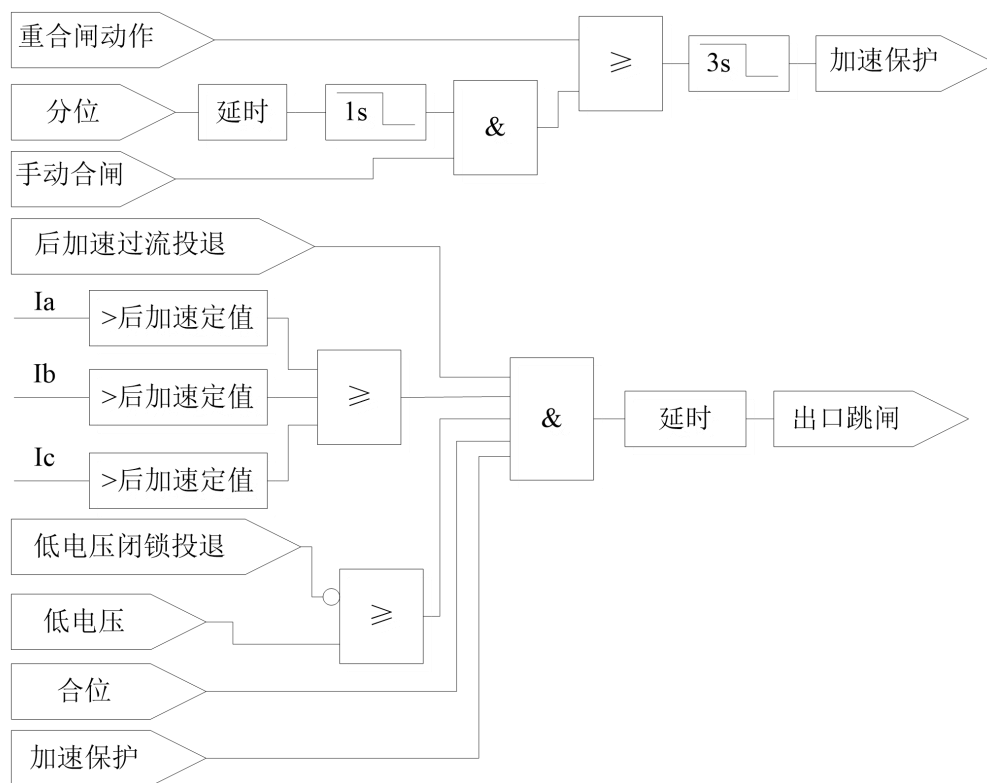 重合闸动作
≥
3s
加速保护
分位
延时
1s
&
手动合闸
后加速过流投退
Ia
>后加速定值
Ib
>后加速定值
≥
&
延时
出口跳闸
Ic
>后加速定值
低电压闭锁投退
≥
低电压
合位
加速保护